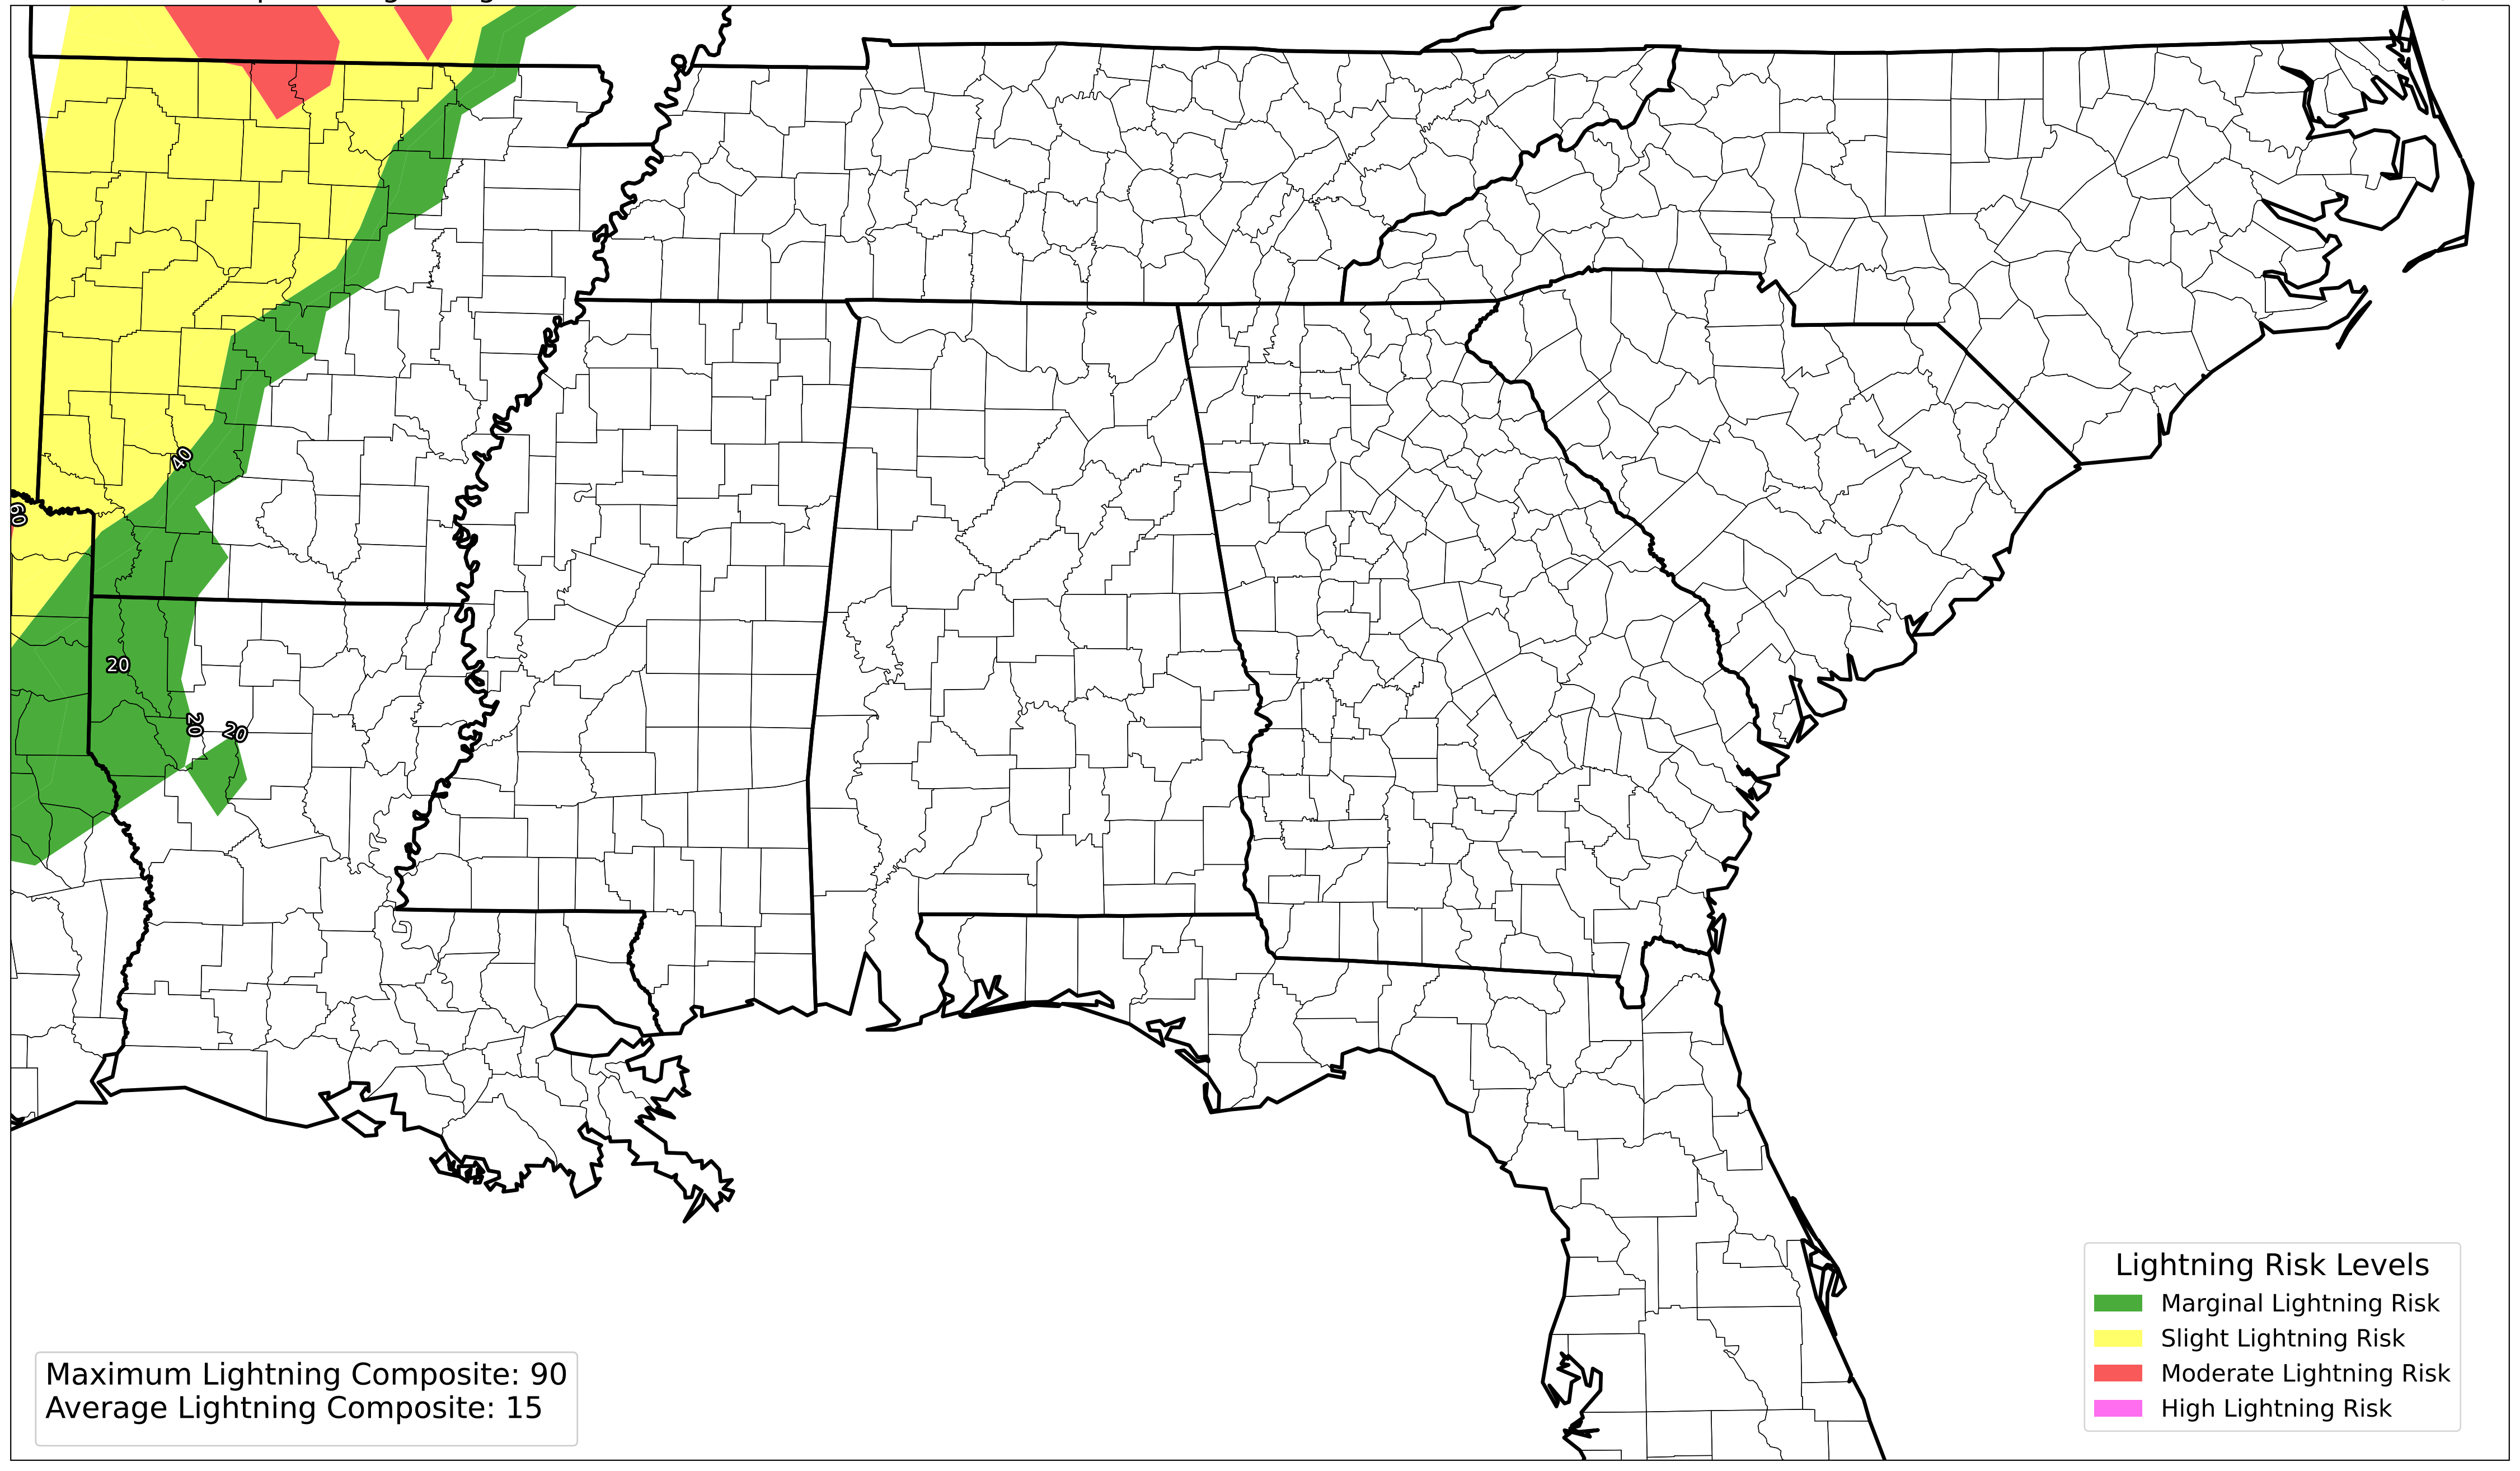 40
60
20
20
20
Lightning Risk Levels
Marginal Lightning Risk
Slight Lightning Risk
Moderate Lightning Risk
High Lightning Risk
Maximum Lightning Composite: 90
Average Lightning Composite: 15